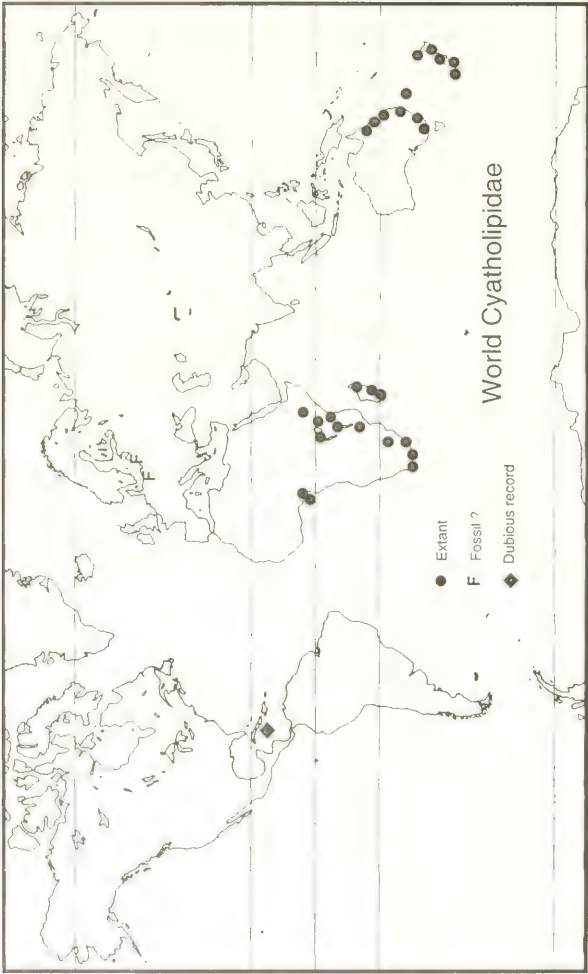 F F
World Cyatholipidae
Extant
F Fossil ?
Dubious record